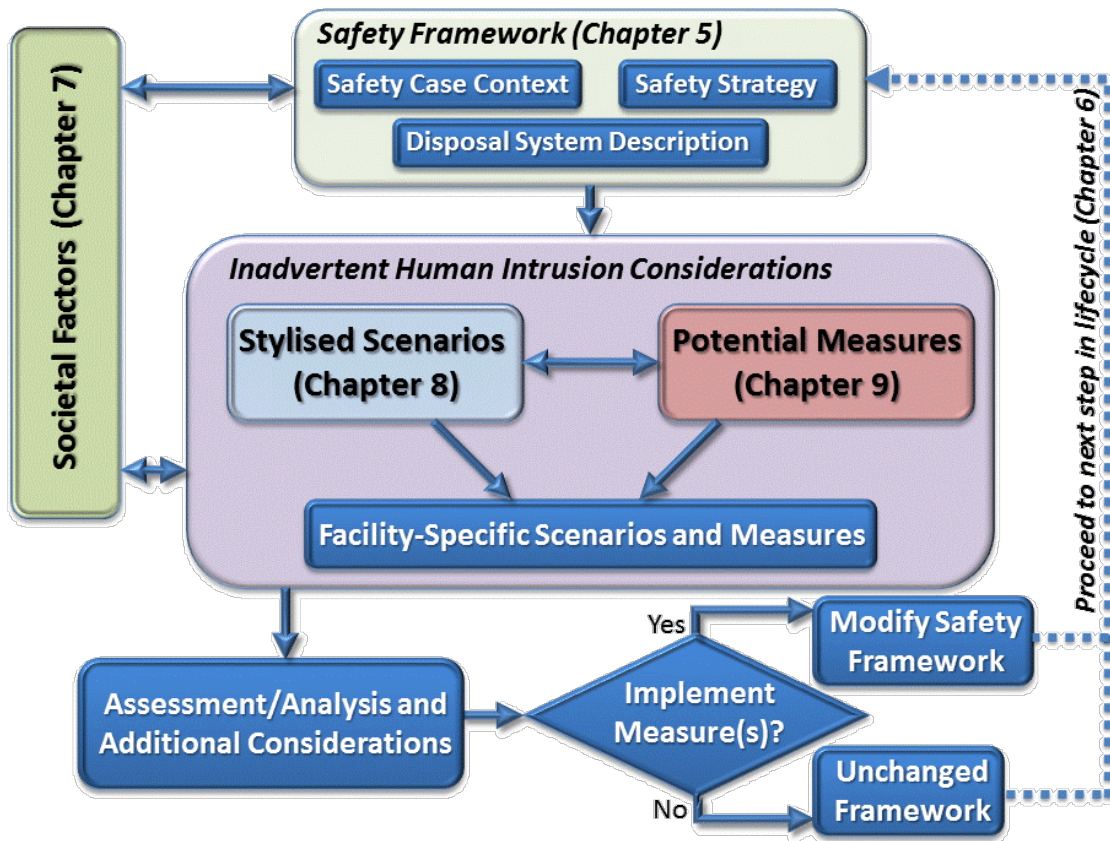 Societal Factors (Chapter 7)
Safety Framework (Chapter 5)
Safety Case Context
Safety Strategy
Disposal System Description
Inadvertent Human Intrusion Considerations
Stylised Scenarios
(Chapter 8)
Potential Measures
(Chapter 9)
Facility-Specific Scenarios and Measures
Proceed to next step in lifecycle (Chapter 6)
Assessment/Analysis and
Additional Considerations
Implement
Measure(s)?
Yes
Modify Safety
Framework
No
Unchanged
Framework